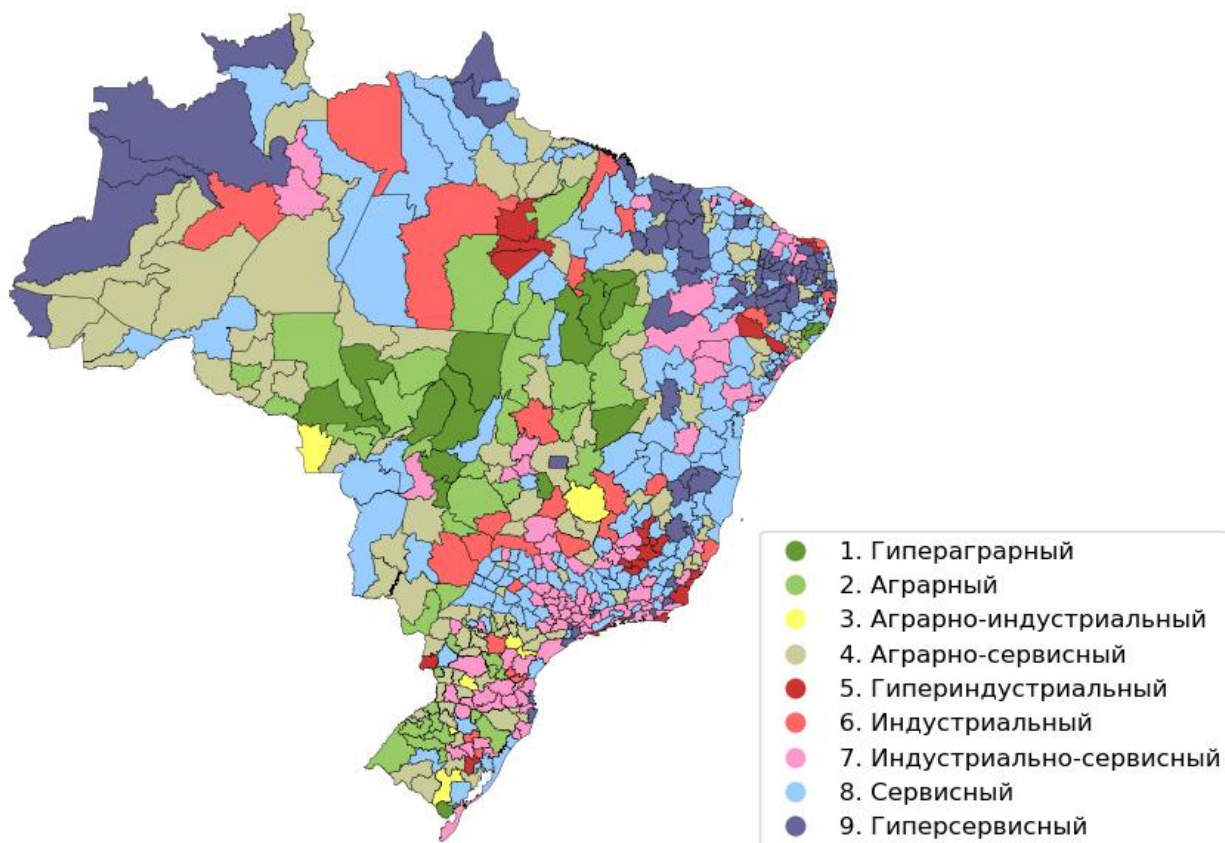 1. Гипераграрный
2. Аграрный
3. Аграрно-индустриальный
4. Аграрно-сервисный
5. Гипериндустриальный
6. Индустриальный
7. Индустриально-сервисный
8. Сервисный
9. Гиперсервисный